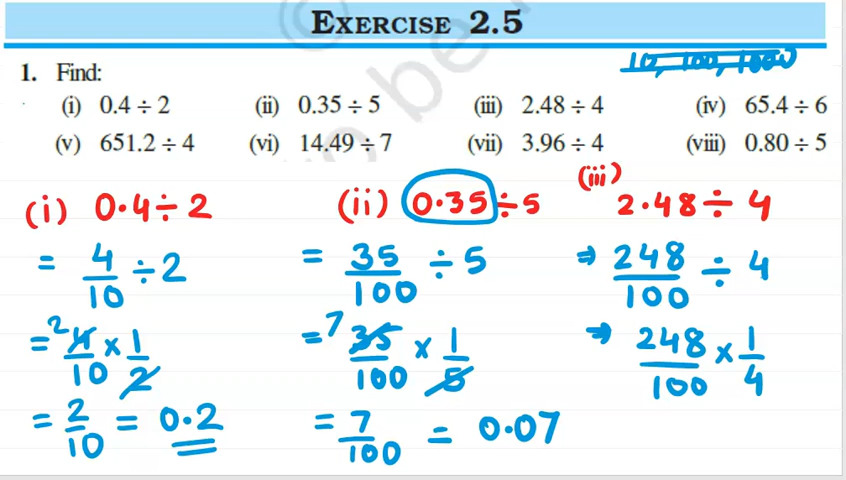 EXERCISE 2.5
10, 100, 1000
1. Find:
(i) 0.4 ÷ 2 (ii) 0.35 ÷ 5 (iii) 2.48 ÷ 4 (iv) 65.4 ÷ 6
(v) 651.2 ÷ 4 (vi) 14.49 ÷ 7 (vii) 3.96 ÷ 4 (viii) 0.80 ÷ 5
(i) 0.4 ÷ 2
= 4/10 ÷ 2
= 2 4/10 × 1/2
= 2/10 = 0.2
(ii) 0.35 ÷ 5
= 35/100 ÷ 5
= 7 35/100 × 1/5
= 7/100 = 0.07
(iii) 2.48 ÷ 4
⇒ 248/100 ÷ 4
⇒ 248/100 × 1/4